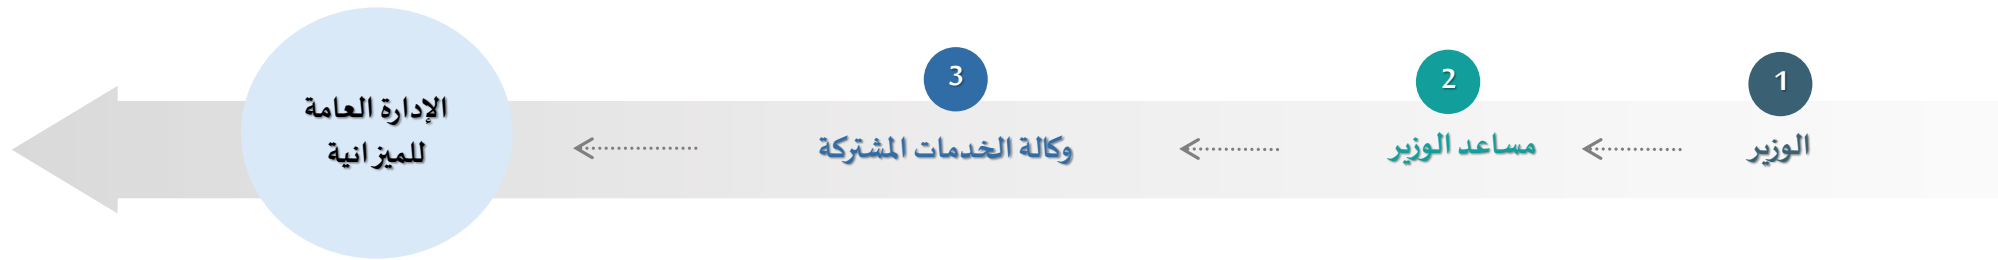 1
الوزير
2
مساعد الوزير
3
وكالة الخدمات المشتركة
الإدارة العامة
للميزانية